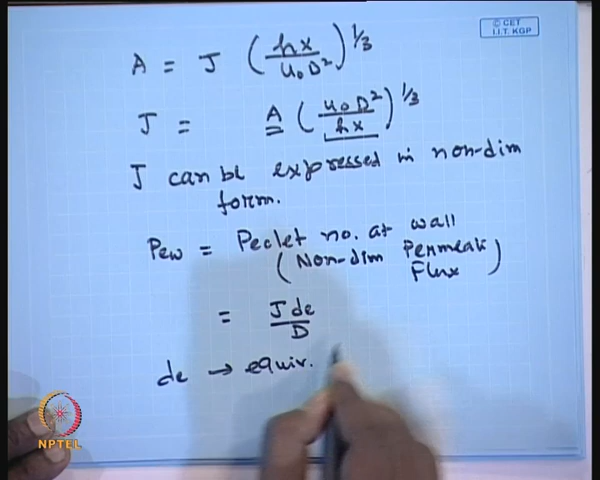 © CET
I.I.T. KGP
A = J (hx / u₀D²)^1/3
J = A (u₀D² / hx)^1/3
J can be expressed in non-dim
form.
Pew = Peclet no. at wall
(Non-dim Permeate
Flux)
= J de / D
de → equiv.
NPTEL